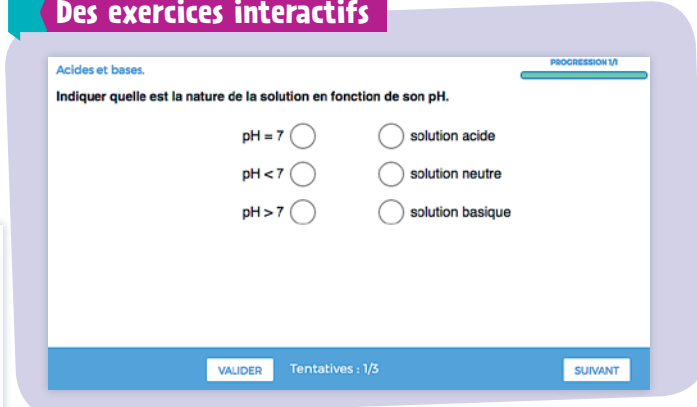 Des exercices interactifs
Acides et bases.
PROGRESSION 1/1
Indiquer quelle est la nature de la solution en fonction de son pH.
pH = 7 solution acide
pH < 7 solution neutre
pH > 7 solution basique
VALIDER Tentatives : 1/3 SUIVANT